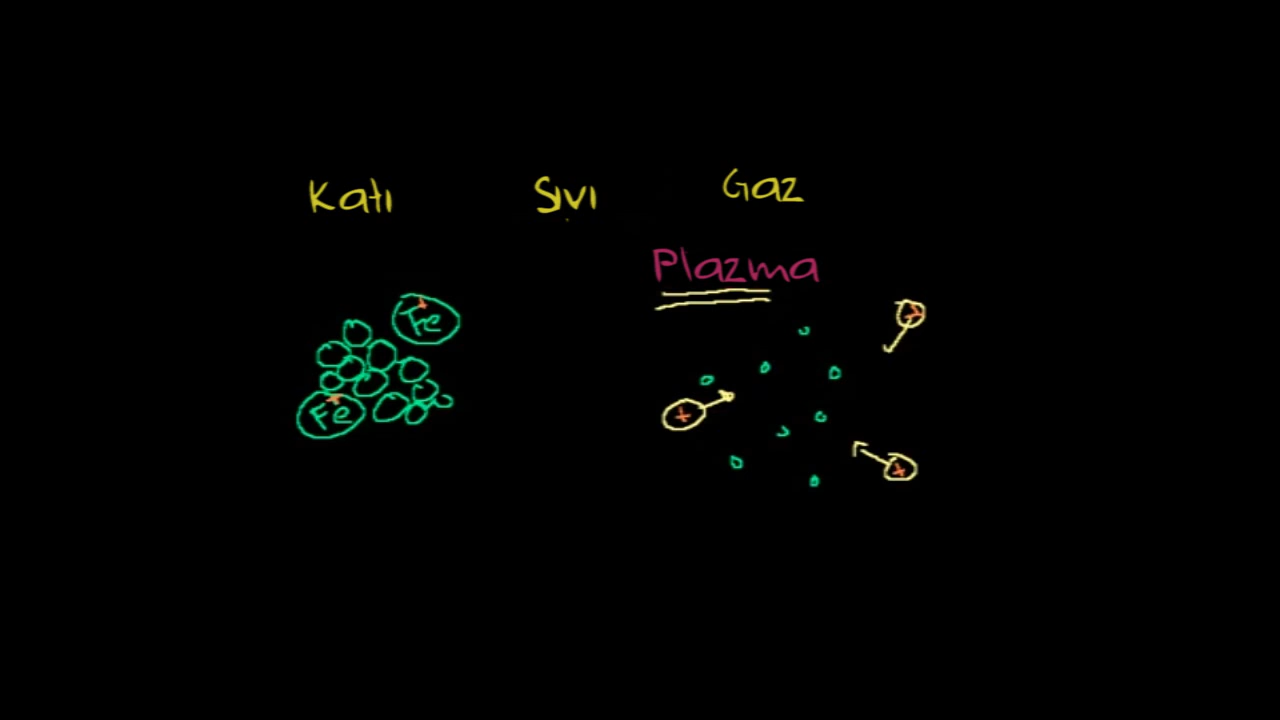 Katı Sıvı Gaz
Plazma
Fe
Fe
+
+
+